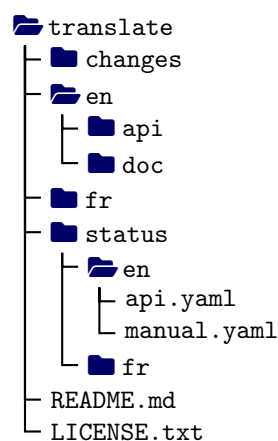 translate
changes
en
api
doc
fr
status
en
api.yaml
manual.yaml
fr
README.md
LICENSE.txt